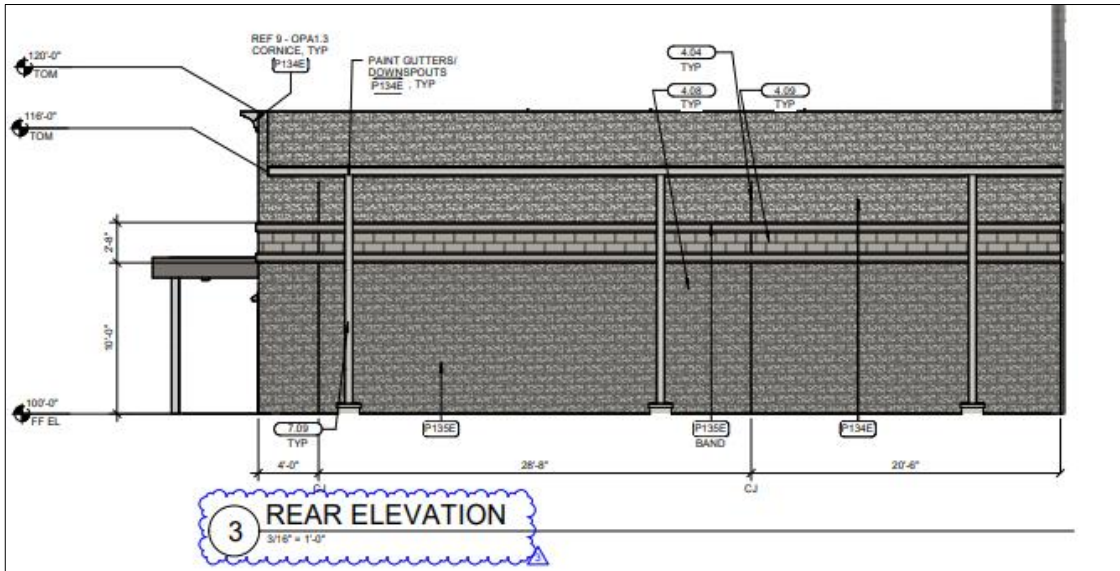 REF 9 - OPA1.3
CORNICE, TYP
P134E
120'-0"
TOM
PAINT GUTTERS/
DOWNSPOUTS
P134E , TYP
4.04
TYP
4.08
TYP
4.09
TYP
116'-0"
TOM
2'-8"
10'-0"
100'-0"
FF EL
7.09
TYP
P135E
P135E
BAND
P134E
4'-0"
28'-8"
20'-6"
CJ
CJ
3
REAR ELEVATION
3/16" = 1'-0"
3